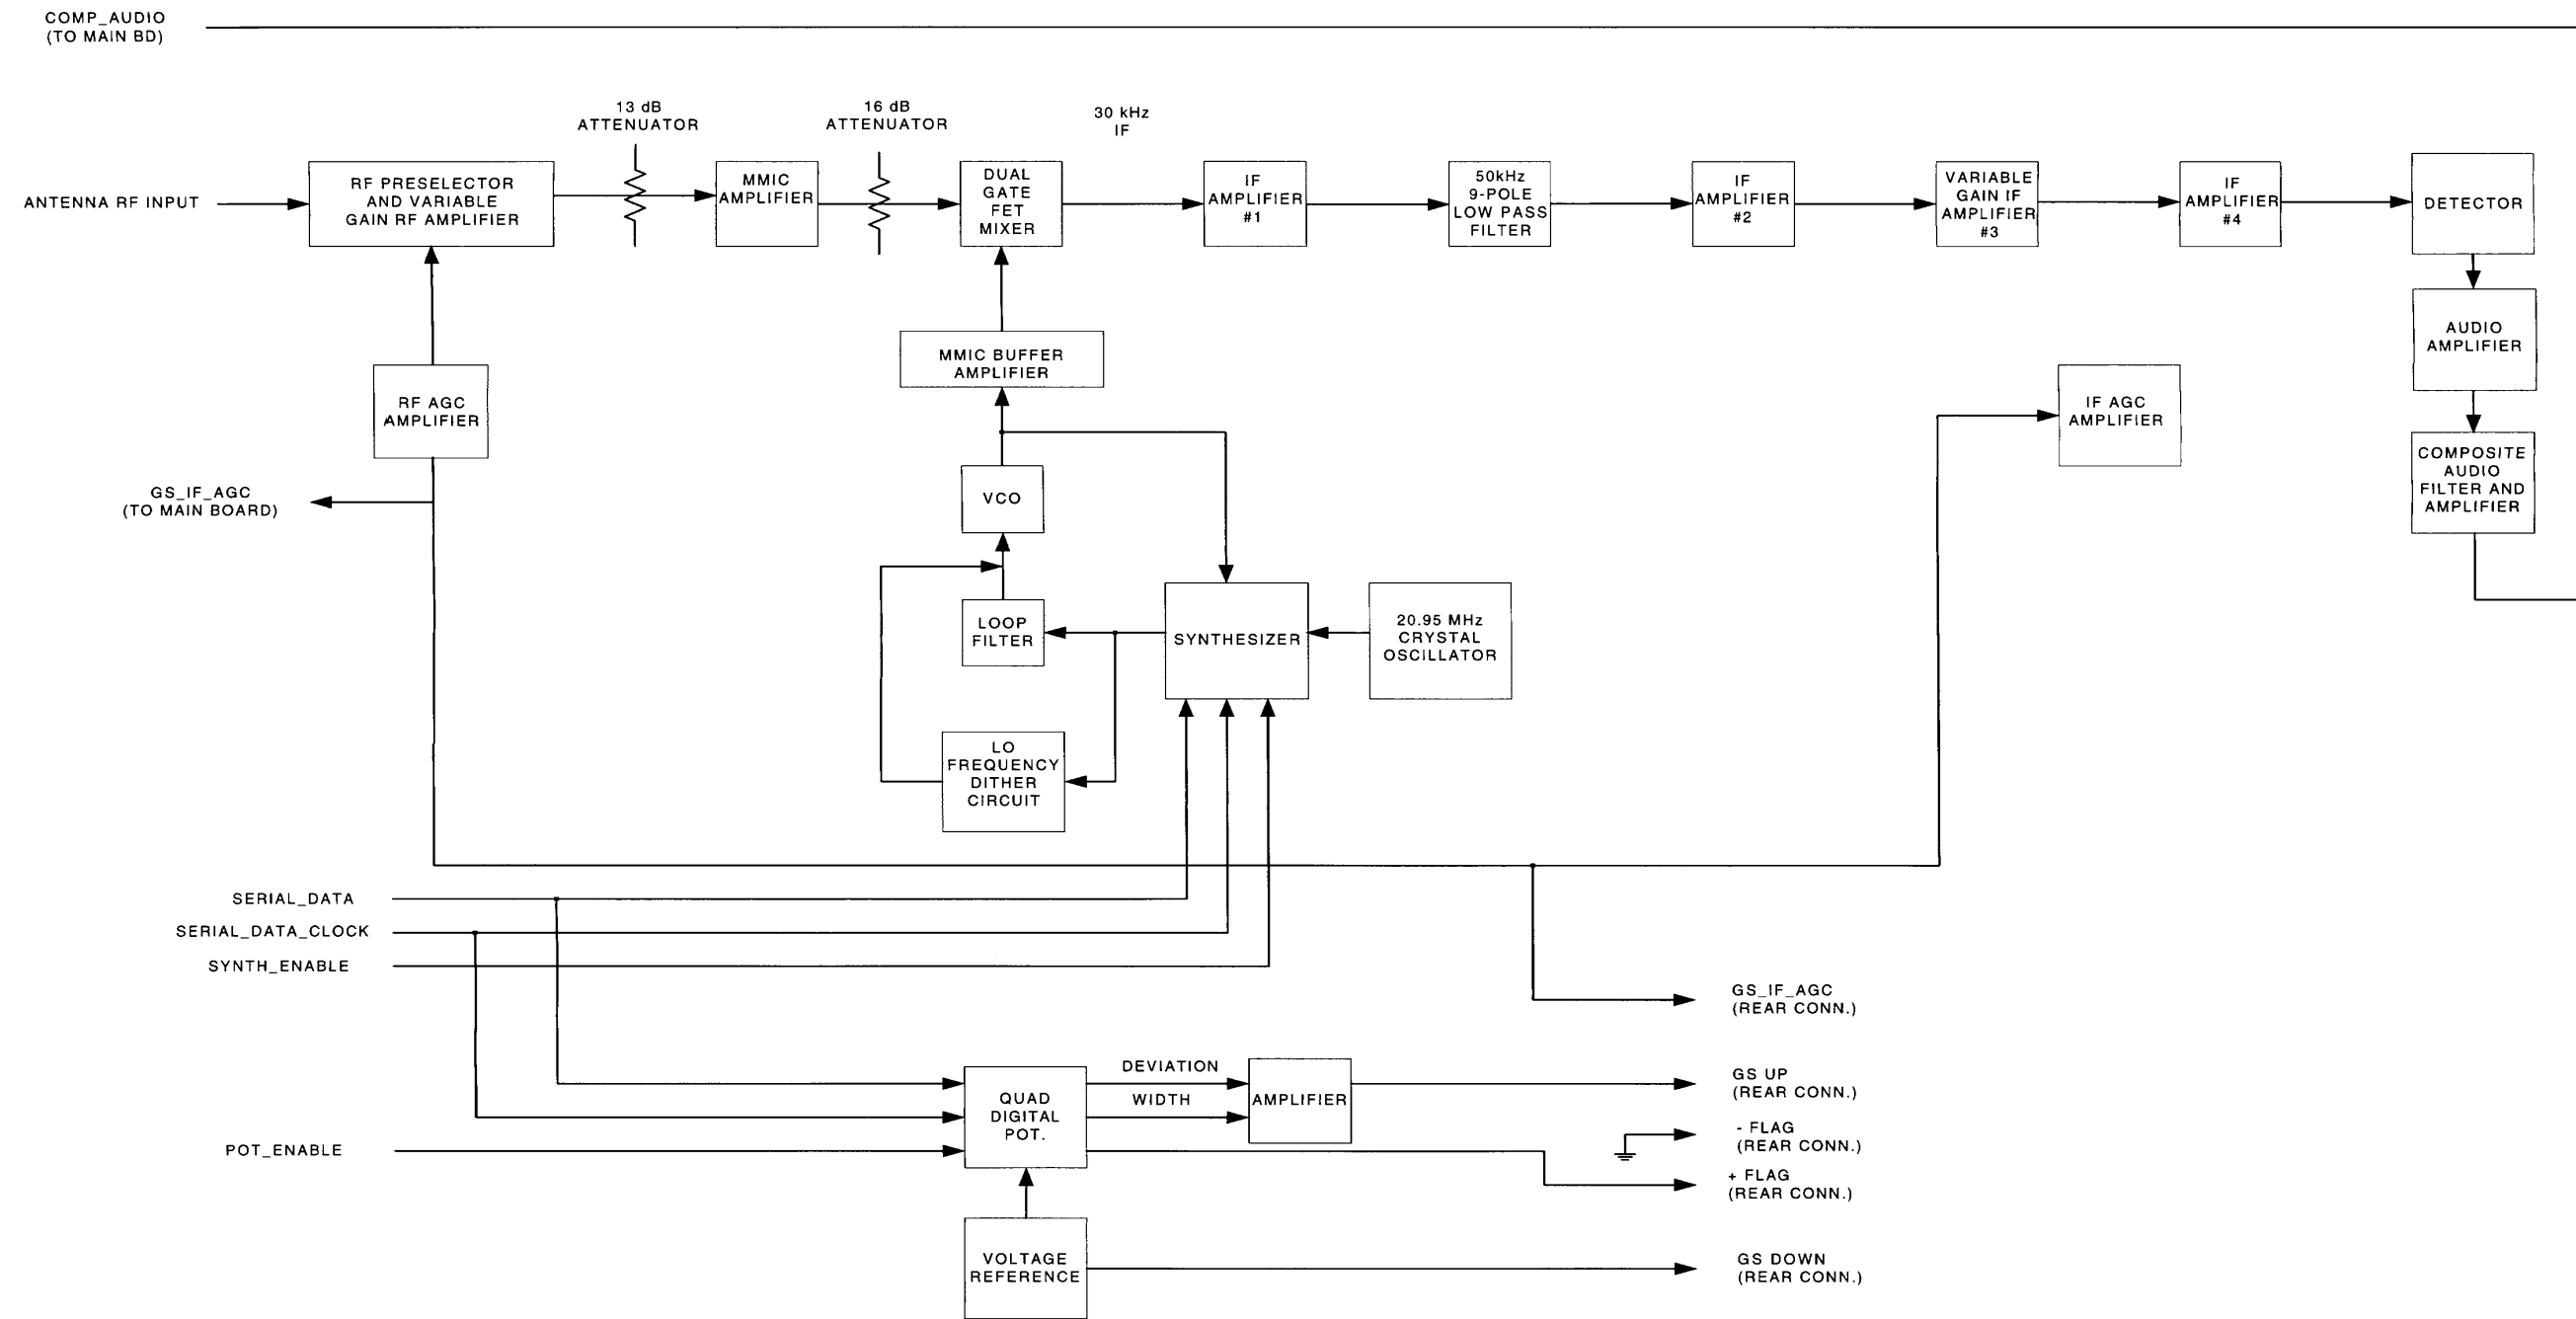 COMP_AUDIO
(TO MAIN BD)
13 dB
ATTENUATOR
16 dB
ATTENUATOR
30 kHz
IF
ANTENNA RF INPUT
RF PRESELECTOR
AND VARIABLE
GAIN RF AMPLIFIER
MMIC
AMPLIFIER
DUAL
GATE
FET
MIXER
IF
AMPLIFIER
#1
50kHz
9-POLE
LOW PASS
FILTER
IF
AMPLIFIER
#2
VARIABLE
GAIN IF
AMPLIFIER
#3
IF
AMPLIFIER
#4
DETECTOR
MMIC BUFFER
AMPLIFIER
AUDIO
AMPLIFIER
RF AGC
AMPLIFIER
IF AGC
AMPLIFIER
COMPOSITE
AUDIO
FILTER AND
AMPLIFIER
GS_IF_AGC
(TO MAIN BOARD)
VCO
LOOP
FILTER
SYNTHESIZER
20.95 MHz
CRYSTAL
OSCILLATOR
LO
FREQUENCY
DITHER
CIRCUIT
SERIAL_DATA
SERIAL_DATA_CLOCK
SYNTH_ENABLE
GS_IF_AGC
(REAR CONN.)
DEVIATION
WIDTH
QUAD
DIGITAL
POT.
AMPLIFIER
GS UP
(REAR CONN.)
- FLAG
(REAR CONN.)
POT_ENABLE
+ FLAG
(REAR CONN.)
VOLTAGE
REFERENCE
GS DOWN
(REAR CONN.)